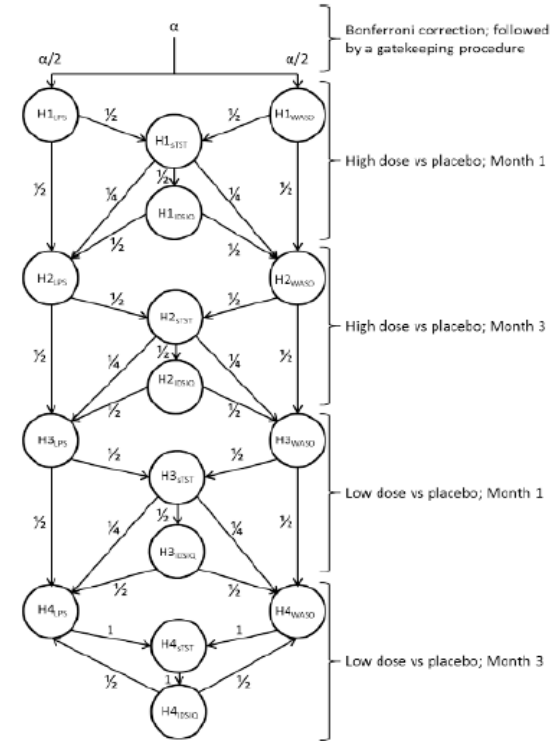 α
Bonferroni correction; followed
by a gatekeeping procedure
α/2
α/2
H1LPS
½
½
H1WASO
H1sTST
½
¼
½
¼
½
High dose vs placebo; Month 1
H1IDSIQ
½
½
H2LPS
H2WASO
½
½
H2sTST
High dose vs placebo; Month 3
½
¼
½
¼
½
H2IDSIQ
½
½
H3LPS
H3WASO
½
½
H3sTST
Low dose vs placebo; Month 1
½
¼
½
¼
½
H3IDSIQ
½
½
H4LPS
H4WASO
1
1
H4sTST
Low dose vs placebo; Month 3
½
1
½
H4IDSIQ